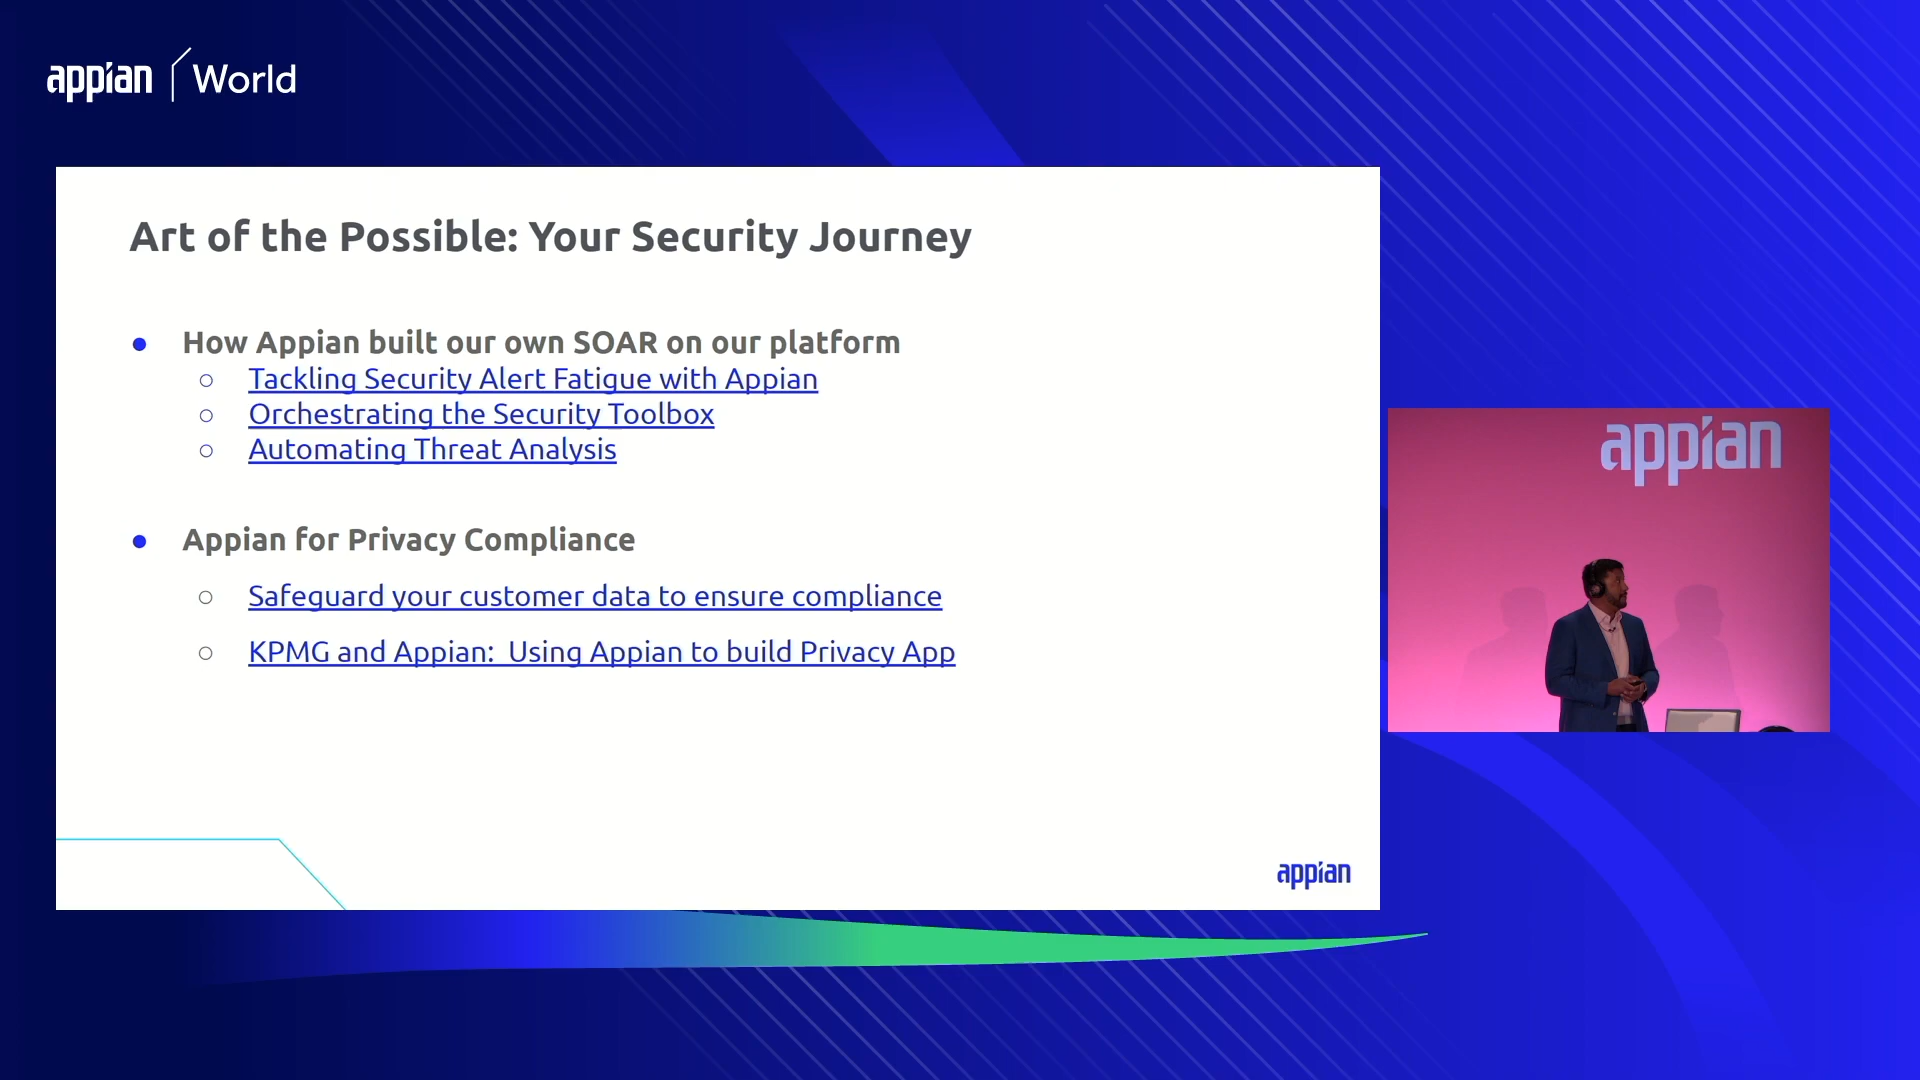 appian World
Art of the Possible: Your Security Journey
● How Appian built our own SOAR on our platform
○ Tackling Security Alert Fatigue with Appian
○ Orchestrating the Security Toolbox
○ Automating Threat Analysis
● Appian for Privacy Compliance
○ Safeguard your customer data to ensure compliance
○ KPMG and Appian:  Using Appian to build Privacy App
appian
appian